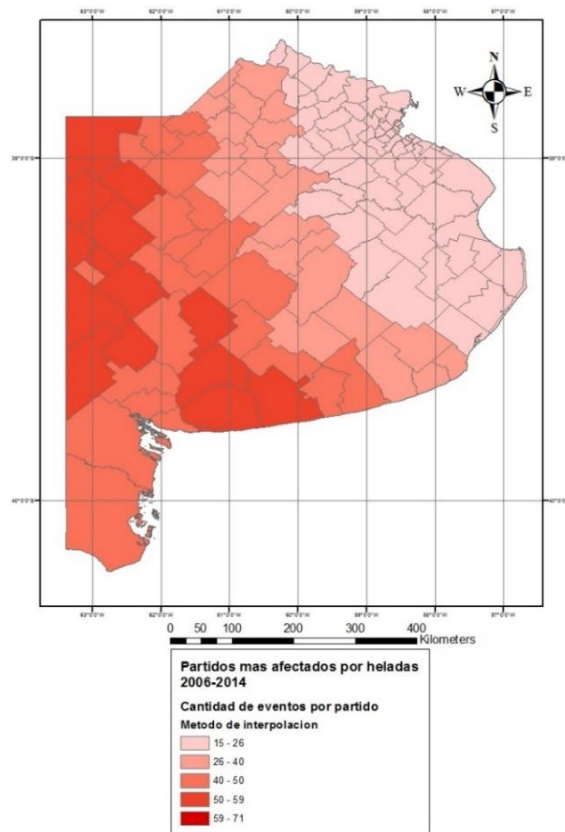 N
W E
S
0 50 100 200 300 400
Kilometers
Partidos mas afectados por heladas
2006-2014
Cantidad de eventos por partido
Metodo de interpolacion
15 - 26
26 - 40
40 - 50
50 - 59
59 - 71